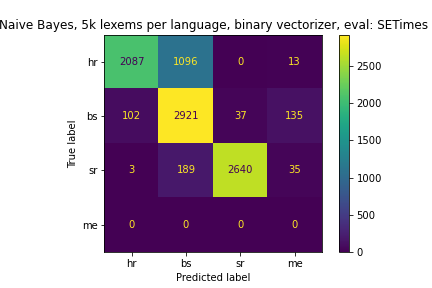 Naive Bayes, 5k lexems per language, binary vectorizer, eval: SETimes
hr 2087 1096 0 13
bs 102 2921 37 135
sr 3 189 2640 35
me 0 0 0 0
hr bs sr me
True label
Predicted label
2500
2000
1500
1000
500
0